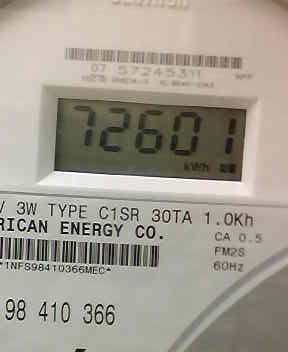 07 57245311
72601
kWh
V 3W TYPE C1SR 30TA 1.0Kh
RICAN ENERGY CO.
CA 0.5
FM2S
60Hz
*1NFS98410366MEC*
98 410 366